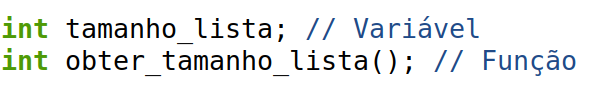 int tamanho_lista; // Variável
int obter_tamanho_lista(); // Função